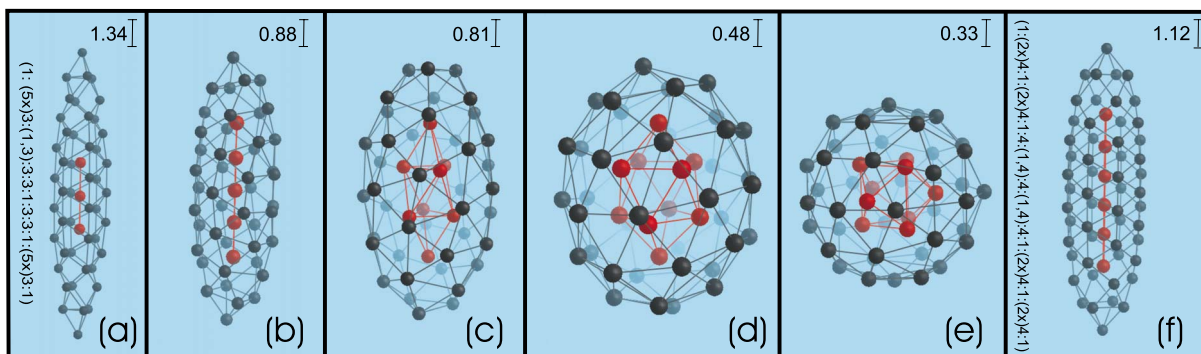 1.34
(1: (5x)3:(1,3):3:3:1:3:3:1:(5x)3:1)
(a)
0.88
(b)
0.81
(c)
0.48
(d)
0.33
(e)
1.12
(1:(2x)4:1:(2x)4:1:4:(1,4):4:(1,4):4:1:(2x)4:1:(2x)4:1)
(f)